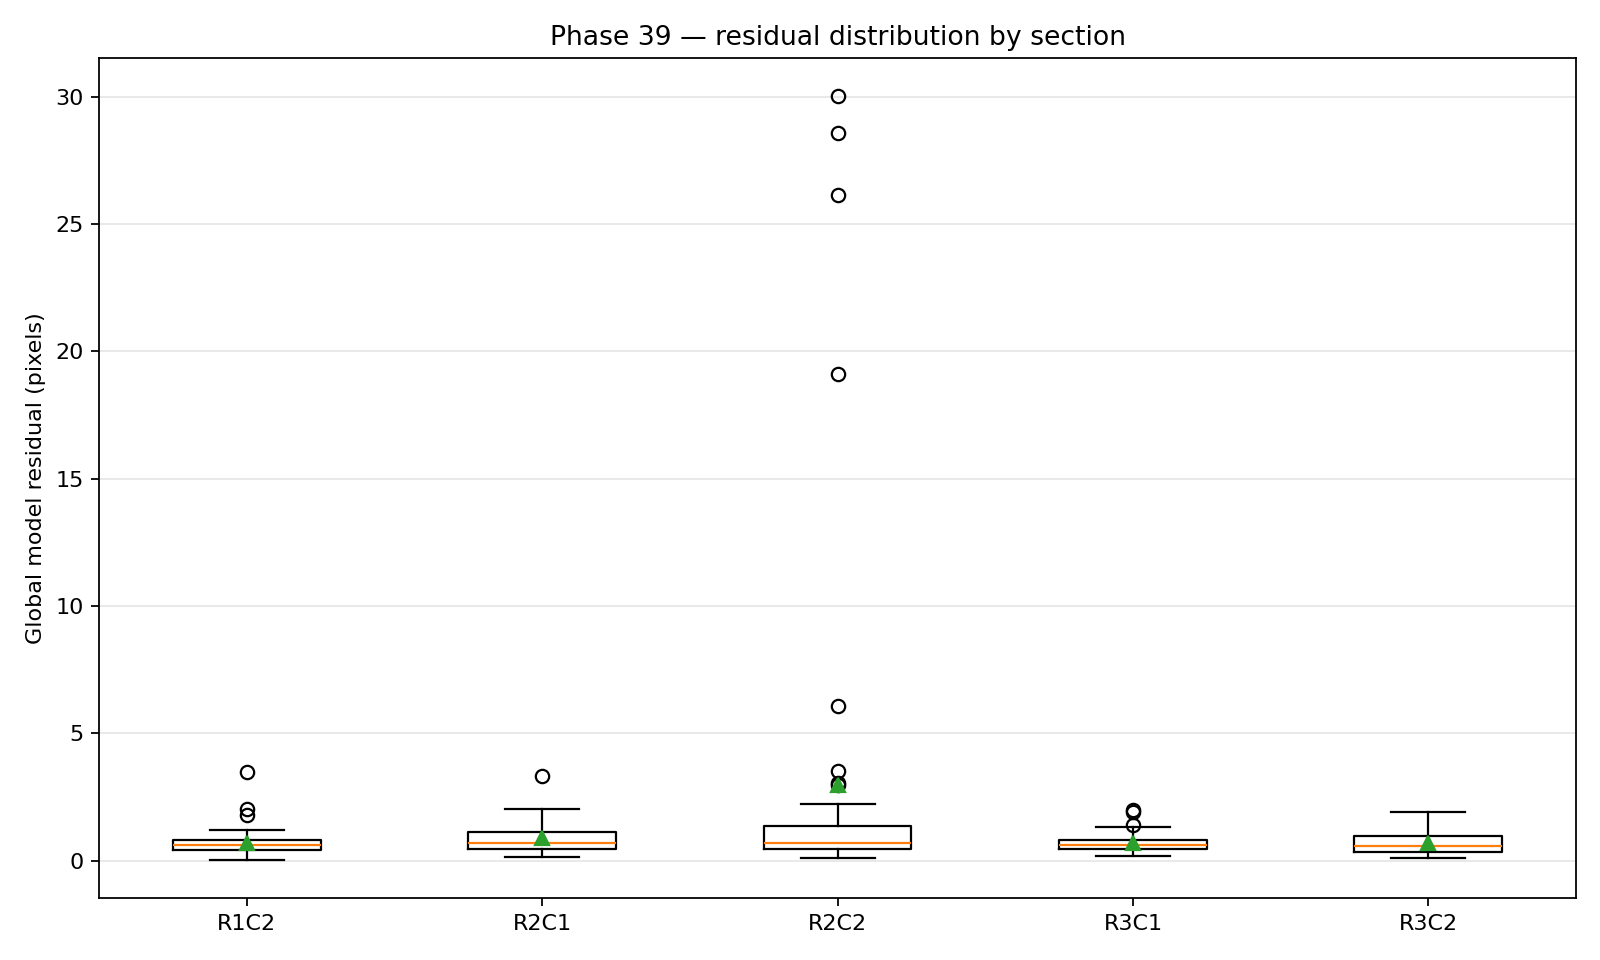 Phase 39 — residual distribution by section
Global model residual (pixels)
30
25
20
15
10
5
0
R1C2 R2C1 R2C2 R3C1 R3C2